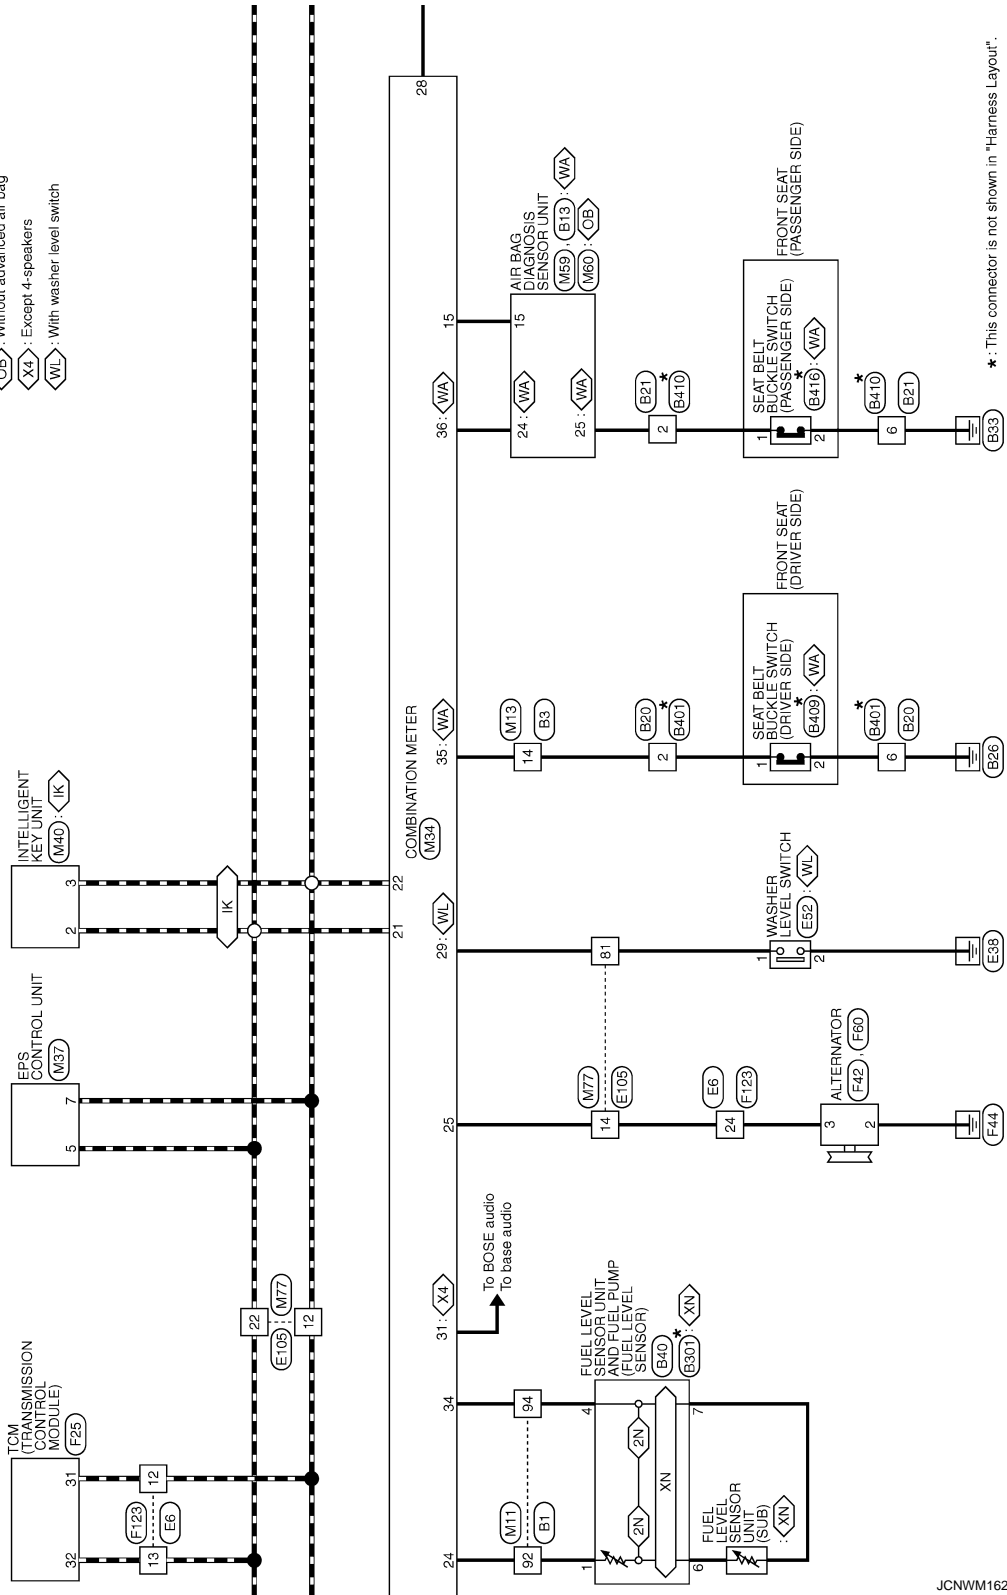 : Without advanced air bag
X4 : Except 4-speakers
WL : With washer level switch
TCM
(TRANSMISSION
CONTROL
MODULE)
F25
32
31
F123
E6
13
12
EPS
CONTROL UNIT
M37
5
7
INTELLIGENT
KEY UNIT
M40 : IK
2
3
IK
22
12
M77
E105
COMBINATION METER
M34
21
22
28
24
34
31 : X4
25
29 : WL
35 : WA
36 : WA
15
To BOSE audio
To base audio
M11
B1
92
94
FUEL LEVEL
SENSOR UNIT
AND FUEL PUMP
(FUEL LEVEL
SENSOR)
B40
B301 * : XN
1
4
2N
2N
XN
6
7
FUEL
LEVEL
SENSOR
UNIT
(SUB)
: XN
M77
E105
14
81
E6
F123
24
ALTERNATOR
F42 , F60
3
2
F44
WASHER
LEVEL SWITCH
E52 : WL
1
2
E38
M13
B3
14
B20
B401 *
2
SEAT BELT
BUCKLE SWITCH
(DRIVER SIDE)
B409 * : WA
1
2
FRONT SEAT
(DRIVER SIDE)
B401 *
B20
6
B26
AIR BAG
DIAGNOSIS
SENSOR UNIT
M59 , B13 : WA
M60 : OB
15
24 : WA
25 : WA
B21
B410 *
2
SEAT BELT
BUCKLE SWITCH
(PASSENGER SIDE)
B416 * : WA
1
2
FRONT SEAT
(PASSENGER SIDE)
B410 *
B21
6
B33
* : This connector is not shown in "Harness Layout".